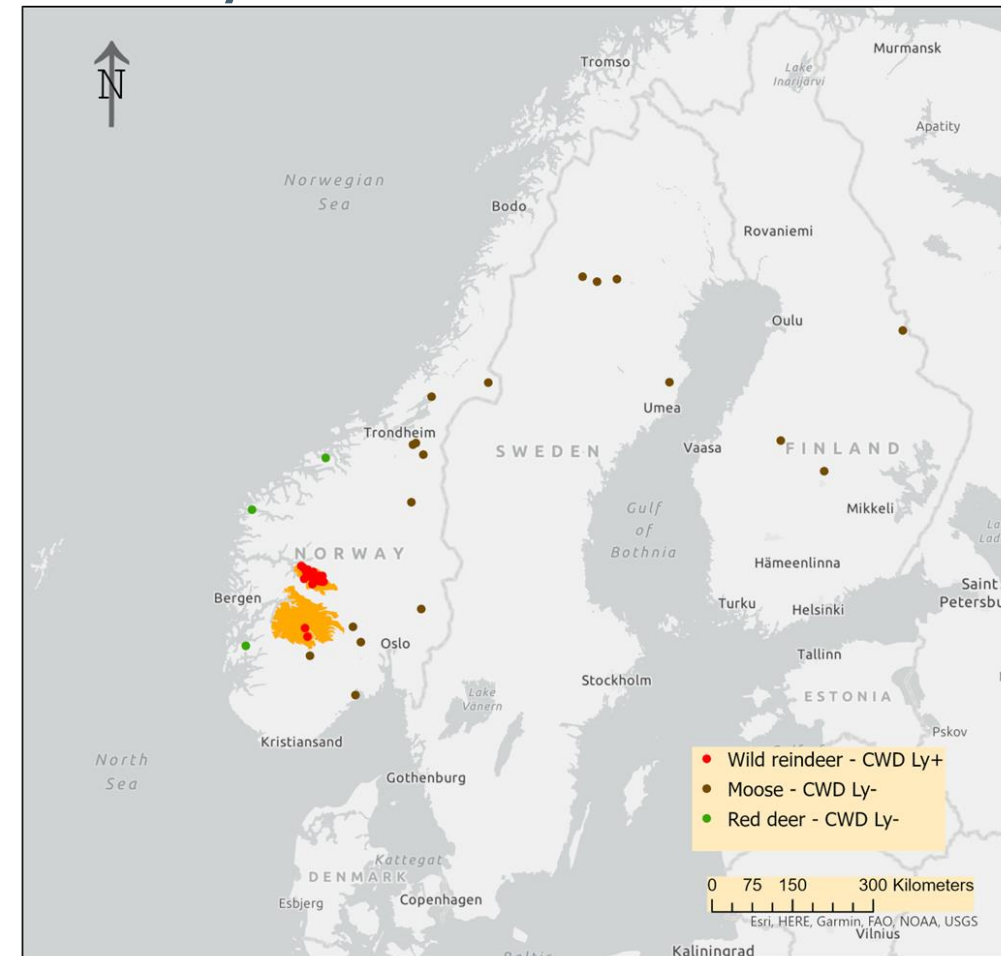 N
Tromso
Murmansk
Lake
Inarijärvi
Apatity
Norwegian
Sea
Bodo
Rovaniemi
Oulu
Umea
Trondheim
SWEDEN
Vaasa
FINLAND
Gulf
of
Bothnia
Mikkeli
NORWAY
Hämeenlinna
Bergen
Turku
Helsinki
Saint
Oslo
Tallinn
Stockholm
Lake
Vänern
ESTONIA
Kristiansand
Pskov
North
Sea
Gothenburg
Wild reindeer - CWD Ly+
Moose - CWD Ly-
Red deer - CWD Ly-
Kattegat
DENMARK
Esbjerg
Copenhagen
0 75 150 300 Kilometers
Esri, HERE, Garmin, FAO, NOAA, USGS
Vilnius
Kaliningrad